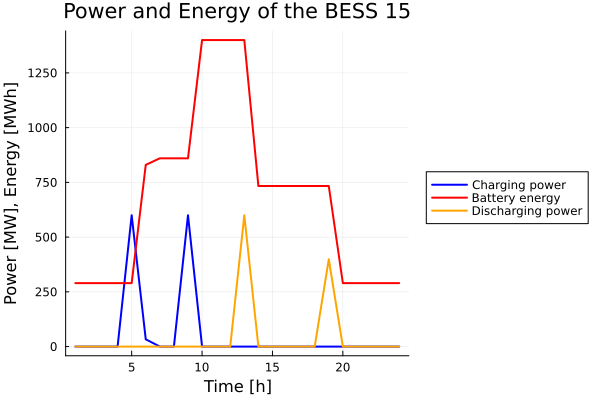 Power and Energy of the BESS 15
Power [MW], Energy [MWh]
1250
1000
750
500
250
0
5
10
15
20
Time [h]
Charging power
Battery energy
Discharging power